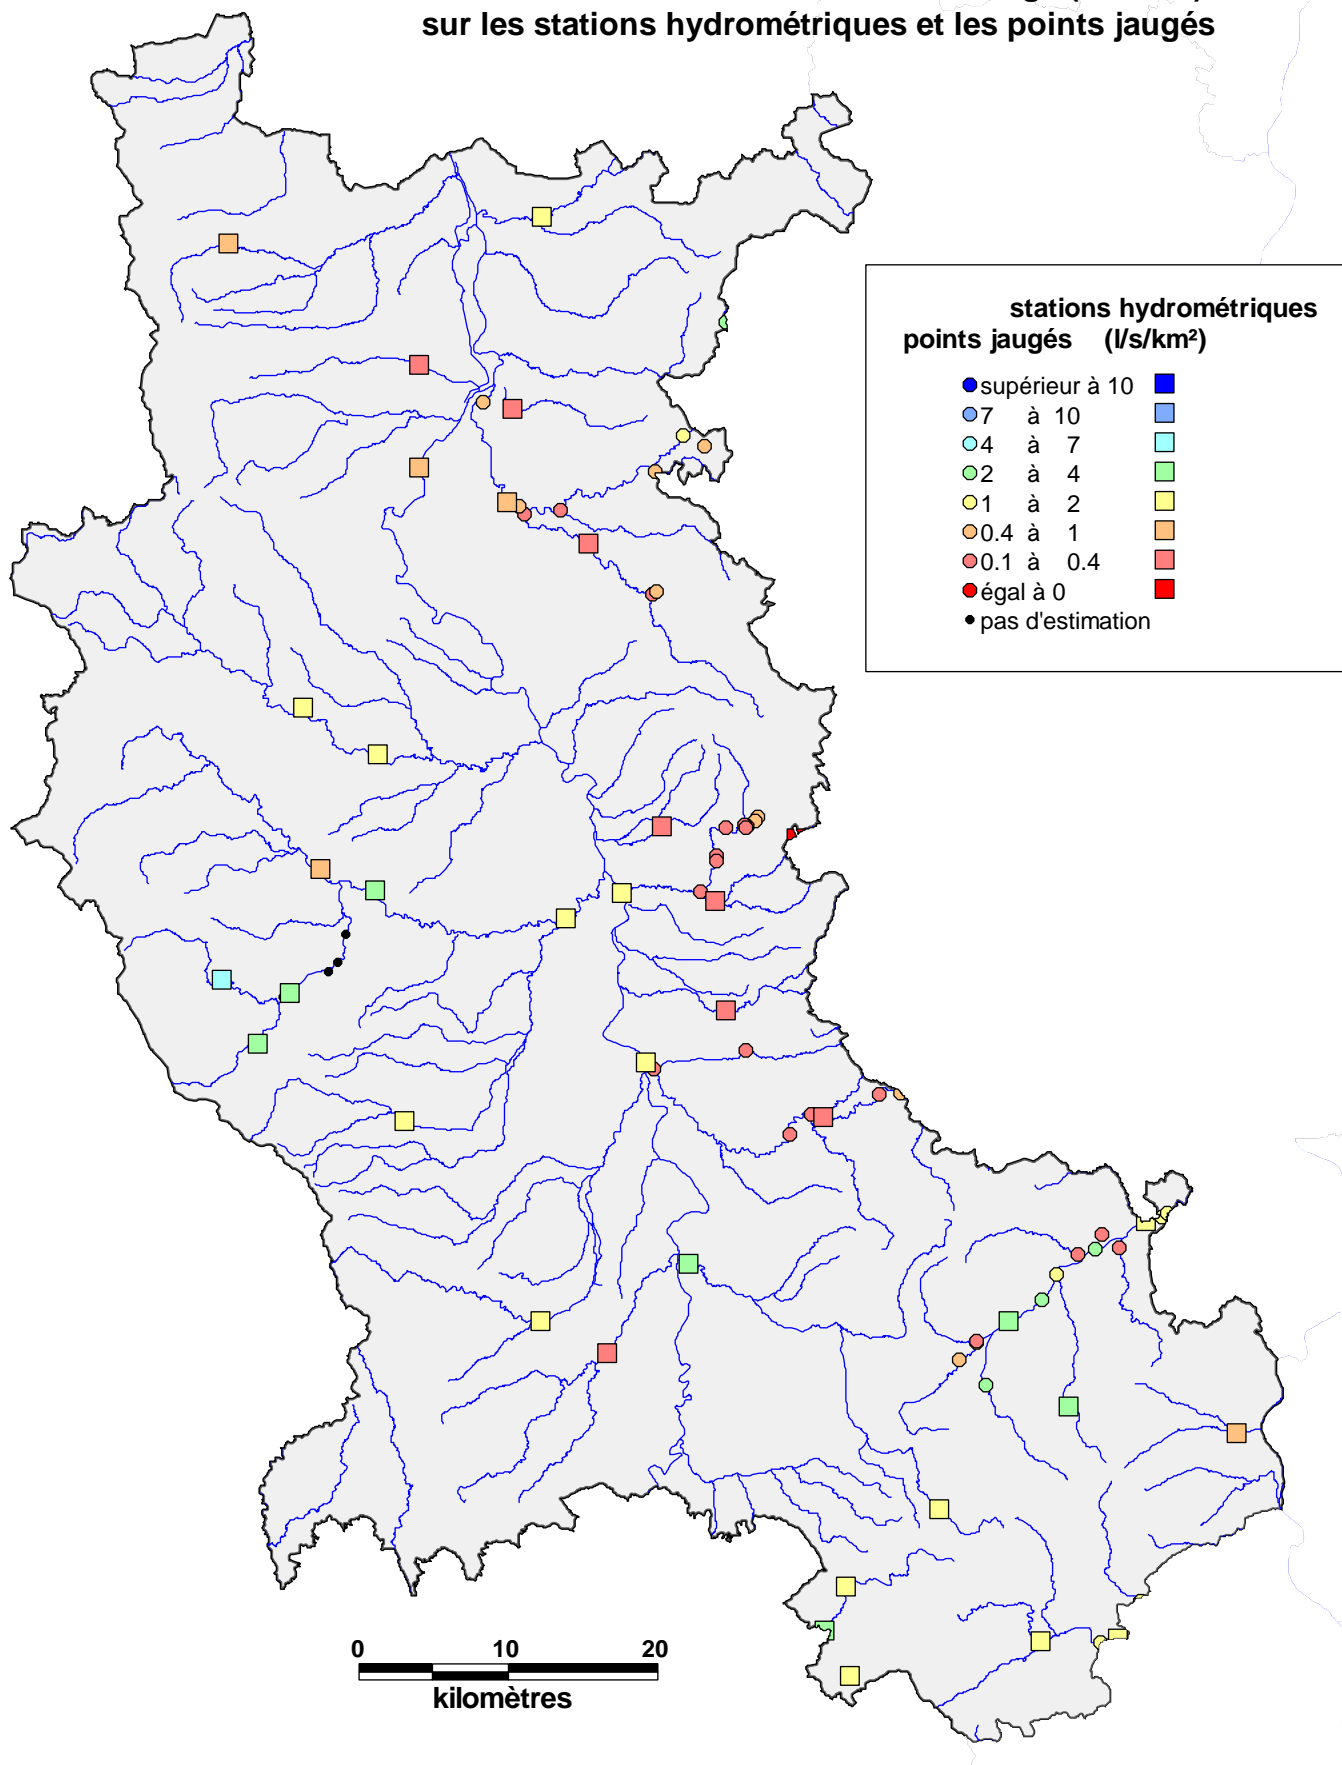 sur les stations hydrométriques et les points jaugés
stations hydrométriques
points jaugés (l/s/km²)
supérieur à 10
7 à 10
4 à 7
2 à 4
1 à 2
0.4 à 1
0.1 à 0.4
égal à 0
pas d'estimation
0 10 20
kilomètres